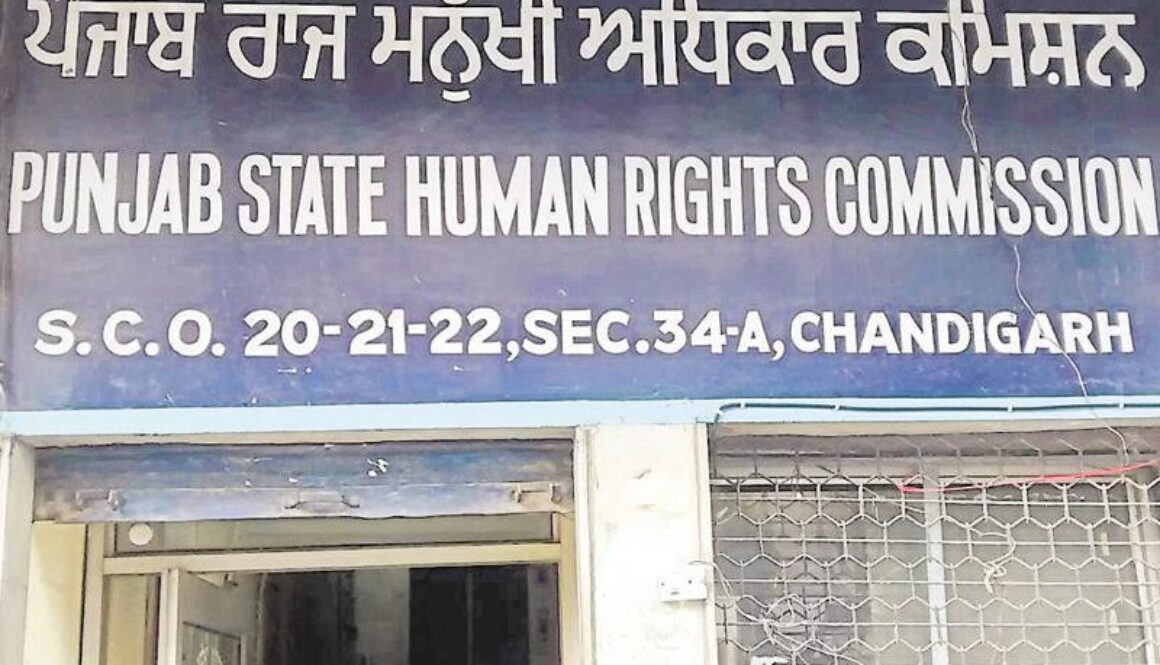 ਪੰਜਾਬ ਰਾਜ ਮਨੁੱਖੀ ਅਧਿਕਾਰ ਕਮਿਸ਼ਨ
PUNJAB STATE HUMAN RIGHTS COMMISSION
S.C.O. 20-21-22,SEC.34-A,CHANDIGARH